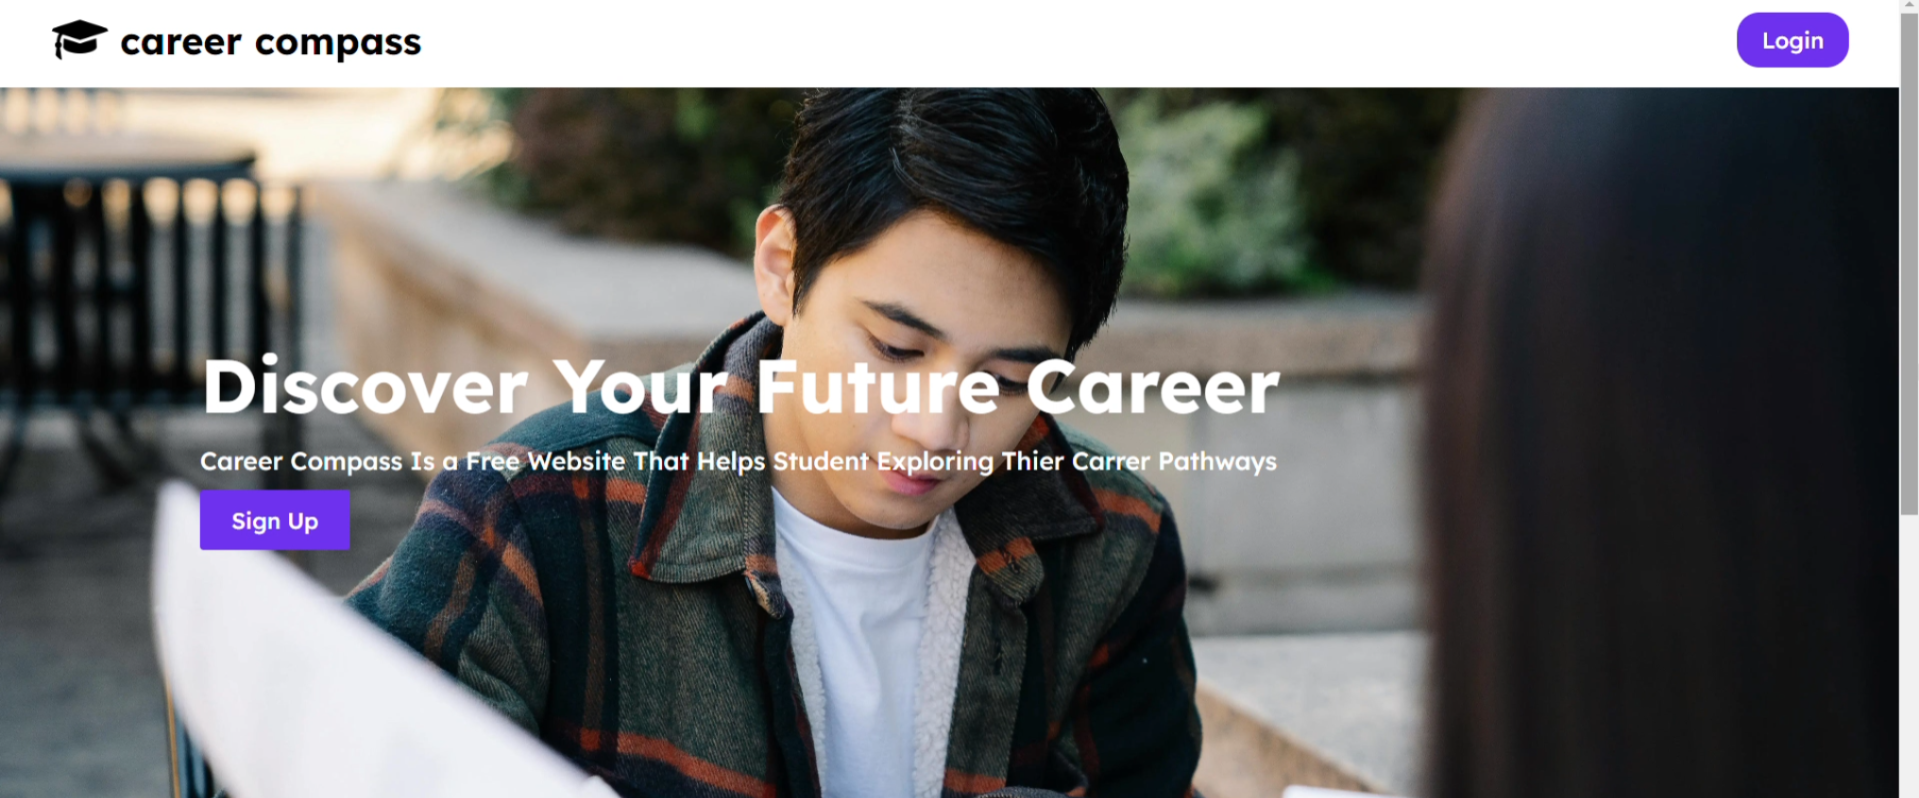 career compass
Login
Discover Your Future Career
Career Compass Is a Free Website That Helps Student Exploring Thier Carrer Pathways
Sign Up